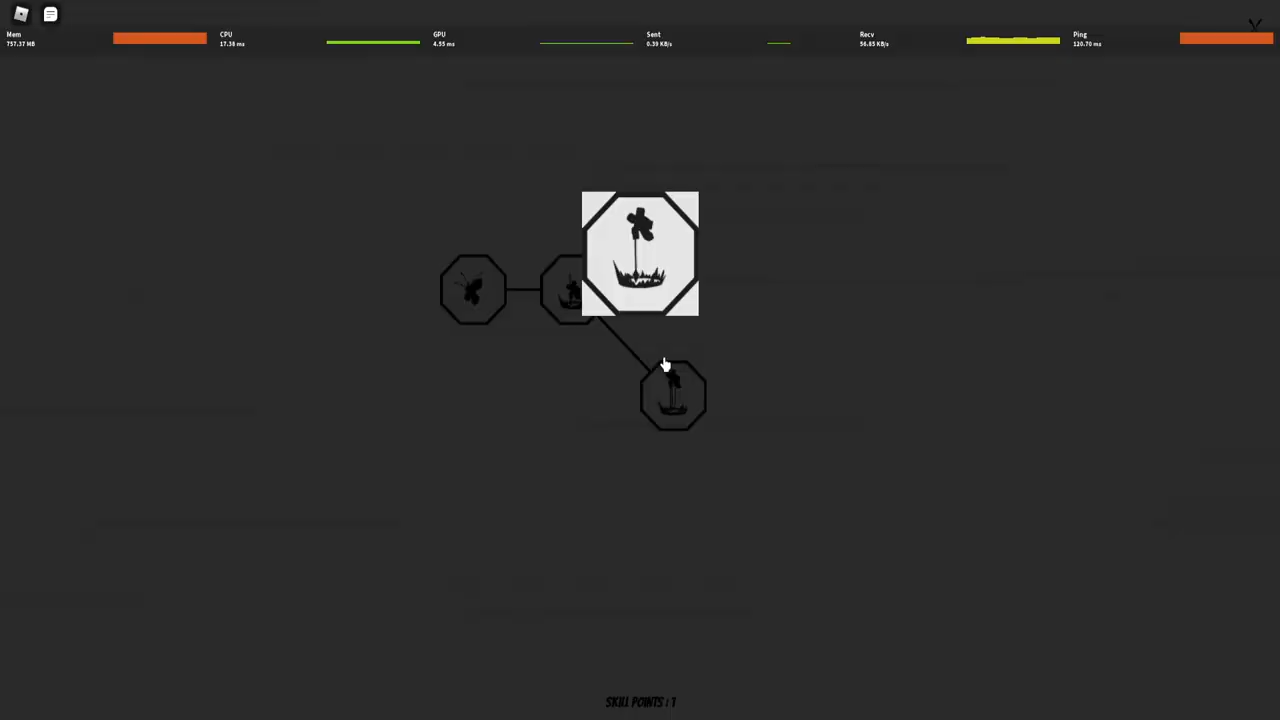 Mem
757.37 MB
CPU
17.38 ms
GPU
4.55 ms
Sent
0.39 KB/s
Recv
56.85 KB/s
Ping
120.70 ms
X
SKILL POINTS : 1